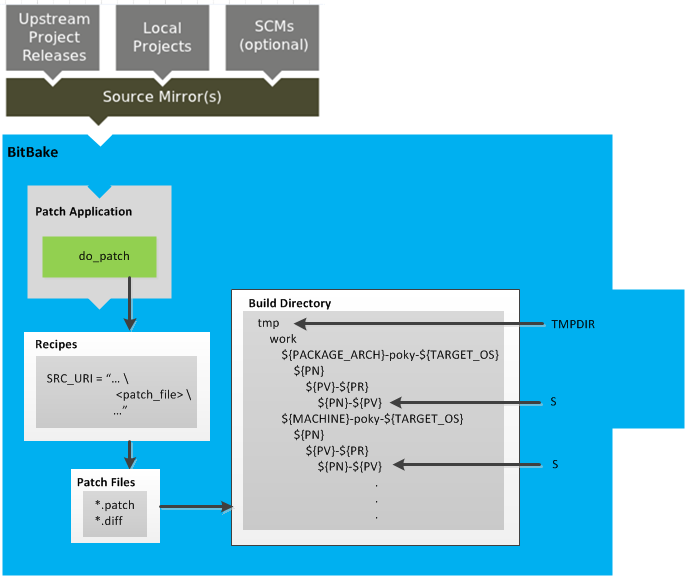 Upstream
Project
Releases
Local
Projects
SCMs
(optional)
Source Mirror(s)
BitBake
Patch Application
do_patch
Recipes
SRC_URI = “… \
<patch_file> \
…”
Patch Files
*.patch
*.diff
Build Directory
tmp
work
${PACKAGE_ARCH}-poky-${TARGET_OS}
${PN}
${PV}-${PR}
${PN}-${PV}
${MACHINE}-poky-${TARGET_OS}
${PN}
${PV}-${PR}
${PN}-${PV}
.
.
.
TMPDIR
S
S